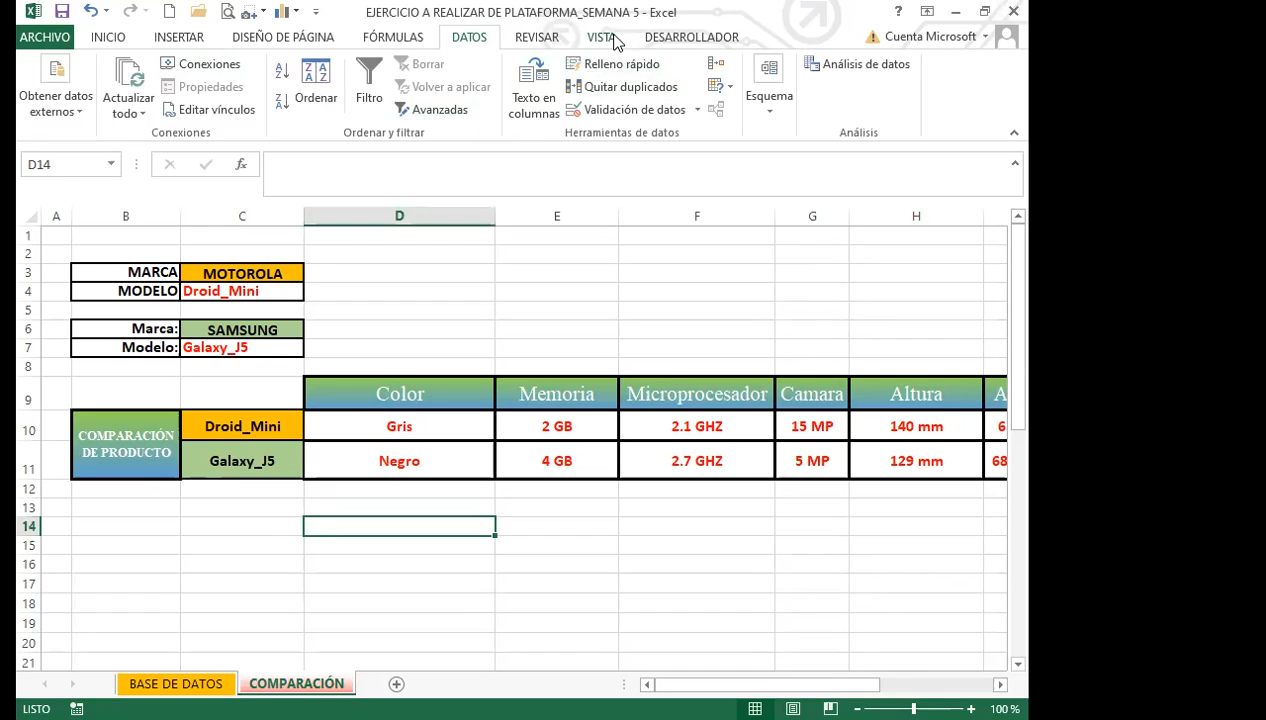 EJERCICIO A REALIZAR DE PLATAFORMA_SEMANA 5 - Excel
?
ARCHIVO INICIO INSERTAR DISEÑO DE PÁGINA FÓRMULAS DATOS REVISAR VISTA DESARROLLADOR Cuenta Microsoft
Obtener datos externos
Actualizar todo
Conexiones
Propiedades
Editar vínculos
Conexiones
Ordenar
Filtro
Borrar
Volver a aplicar
Avanzadas
Ordenar y filtrar
Texto en columnas
Relleno rápido
Quitar duplicados
Validación de datos
Herramientas de datos
Esquema
Análisis de datos
Análisis
D14 fx
A B C D E F G H
1
2
3 MARCA MOTOROLA
4 MODELO Droid_Mini
5
6 Marca: SAMSUNG
7 Modelo: Galaxy_J5
8
9 Color Memoria Microprocesador Camara Altura A
10 COMPARACIÓN DE PRODUCTO Droid_Mini Gris 2 GB 2.1 GHZ 15 MP 140 mm 6
11 Galaxy_J5 Negro 4 GB 2.7 GHZ 5 MP 129 mm 68
12
13
14
15
16
17
18
19
20
21
BASE DE DATOS COMPARACIÓN
LISTO 100 %